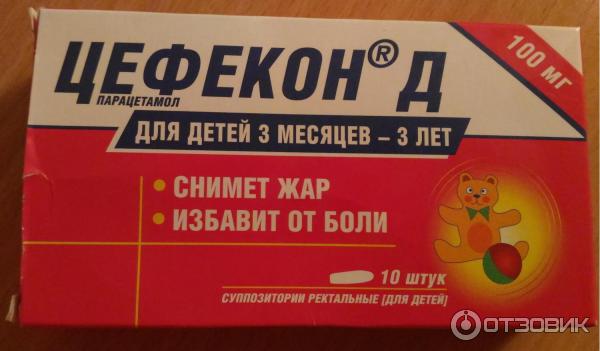 ЦЕФЕКОН® Д
ПАРАЦЕТАМОЛ
100 МГ
ДЛЯ ДЕТЕЙ 3 МЕСЯЦЕВ – 3 ЛЕТ
• СНИМЕТ ЖАР
• ИЗБАВИТ ОТ БОЛИ
10 ШТУК
СУППОЗИТОРИИ РЕКТАЛЬНЫЕ [ДЛЯ ДЕТЕЙ]
ОТЗОВИК